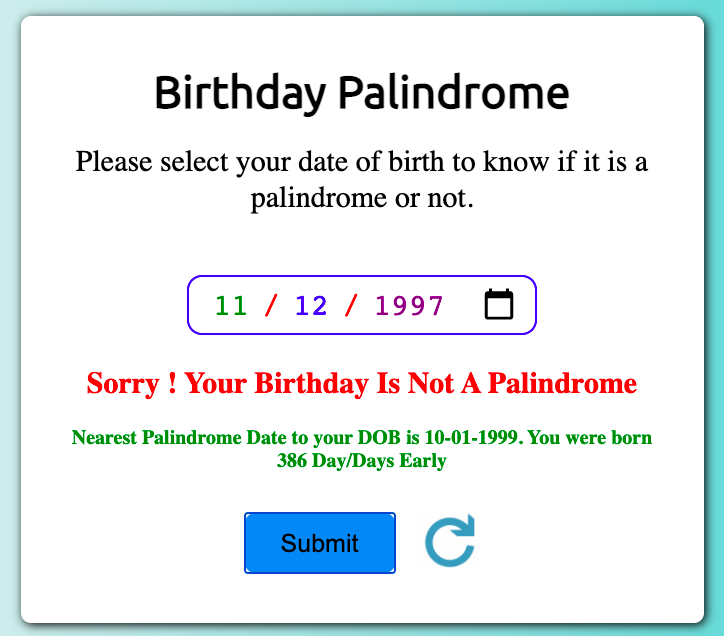 Birthday Palindrome
Please select your date of birth to know if it is a
palindrome or not.
11 / 12 / 1997
Sorry ! Your Birthday Is Not A Palindrome
Nearest Palindrome Date to your DOB is 10-01-1999. You were born
386 Day/Days Early
Submit